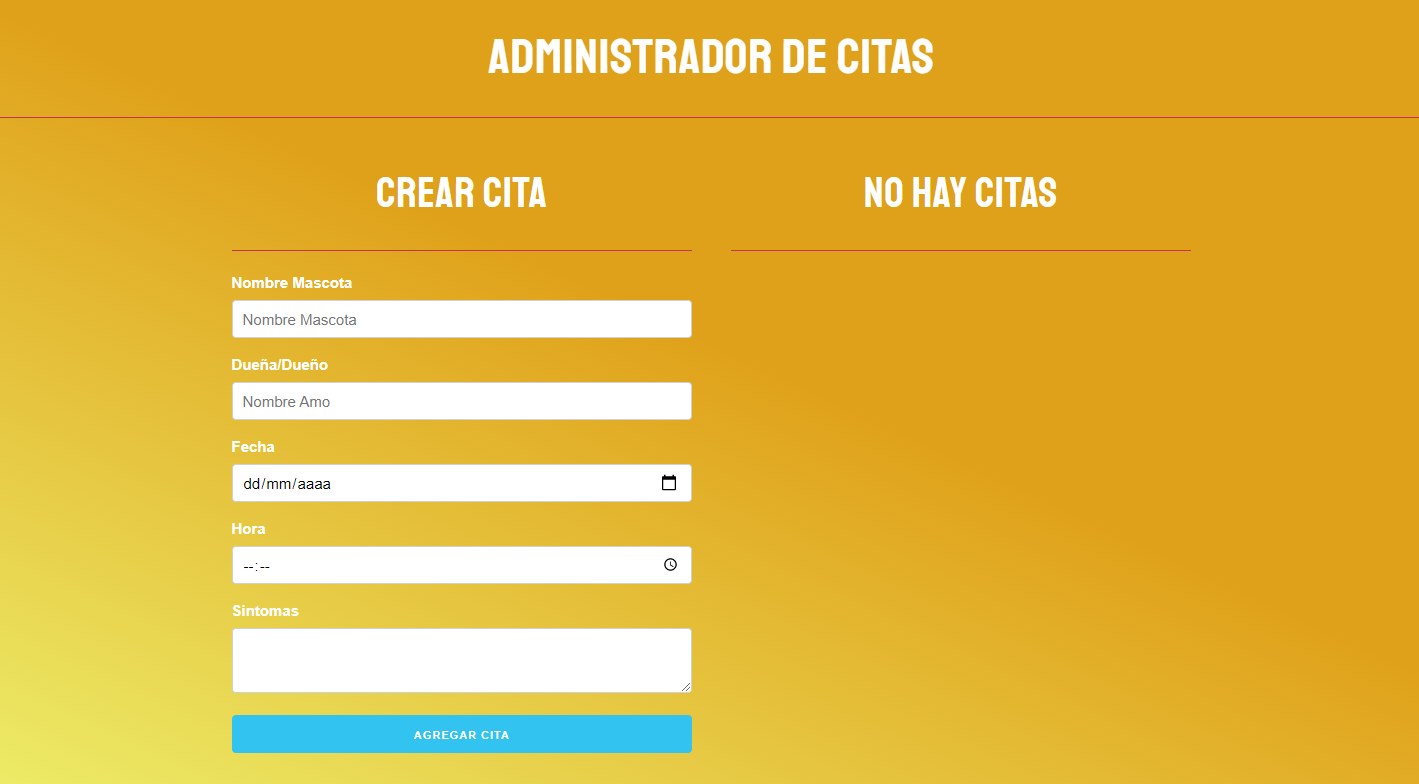 ADMINISTRADOR DE CITAS
CREAR CITA
Nombre Mascota
Nombre Mascota
Dueña/Dueño
Nombre Amo
Fecha
dd/mm/aaaa
Hora
--:--
Sintomas
AGREGAR CITA
NO HAY CITAS